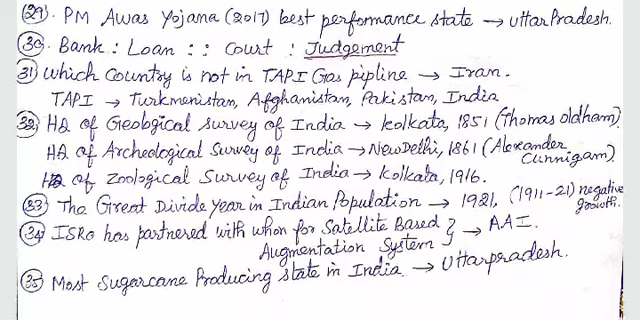 (29). PM Awas Yojana (2017) best performance state → Uttar Pradesh.
(30). Bank : Loan : : Court : Judgement
(31) Which Country is not in TAPI Gas pipline → Iran.
TAPI → Turkmenistan, Afghanistan, Pakistan, India
(32) HQ of Geological Survey of India → Kolkata, 1851 (Thomas oldham)
HQ of Archeological Survey of India → New Delhi, 1861 (Alexander Cunnigam)
HQ of Zoological Survey of India → Kolkata, 1916.
(33) The Great Divide Year in Indian Population → 1921, (1911-21) negative growth.
(34) ISRO has partnered with whon for Satellite Based } → AAI.
Augmentation System
(35) Most Sugarcane Producing state in India → Uttarpradesh.